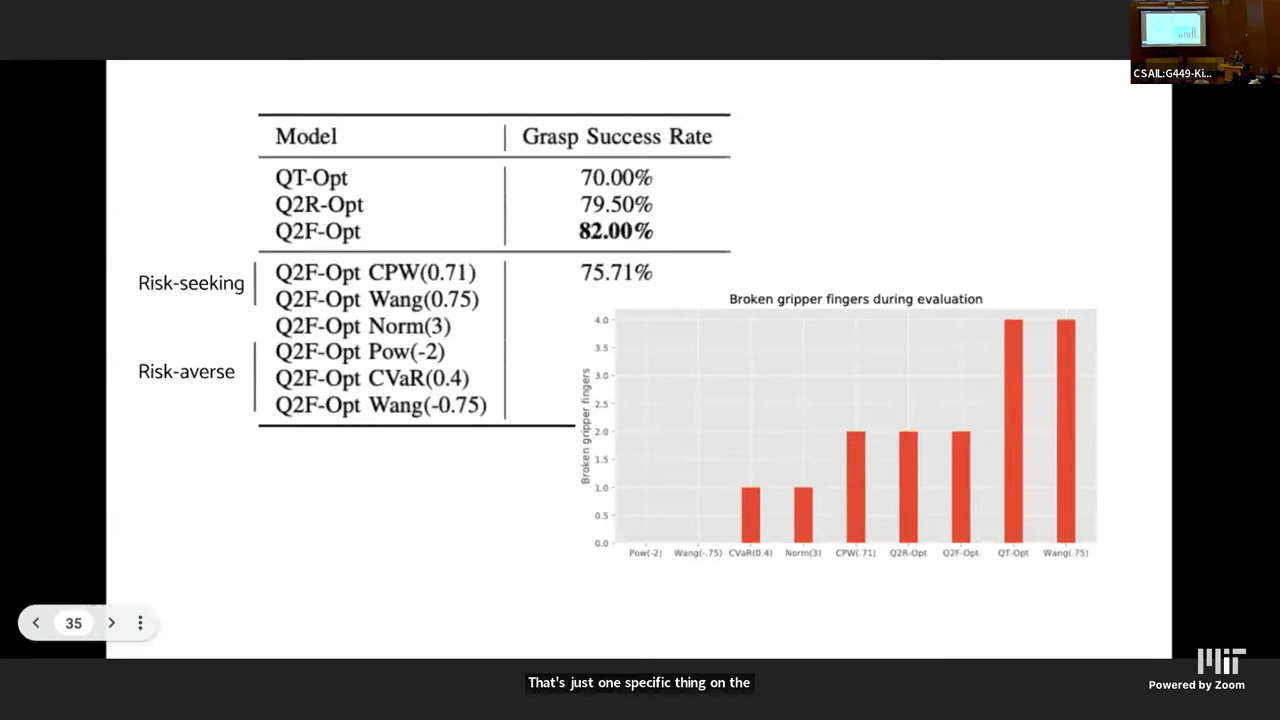 CSAIL:G449-Ki...
Model Grasp Success Rate
QT-Opt 70.00%
Q2R-Opt 79.50%
Q2F-Opt 82.00%
Risk-seeking
Q2F-Opt CPW(0.71) 75.71%
Q2F-Opt Wang(0.75)
Q2F-Opt Norm(3)
Risk-averse
Q2F-Opt Pow(-2)
Q2F-Opt CVaR(0.4)
Q2F-Opt Wang(-0.75)
Broken gripper fingers during evaluation
Broken gripper fingers
4.0
3.5
3.0
2.5
2.0
1.5
1.0
0.5
0.0
Pow(-2) Wang(-.75) CVaR(0.4) Norm(3) CPW(.71) Q2R-Opt Q2F-Opt QT-Opt Wang(.75)
35
That's just one specific thing on the
MIT
Powered by Zoom